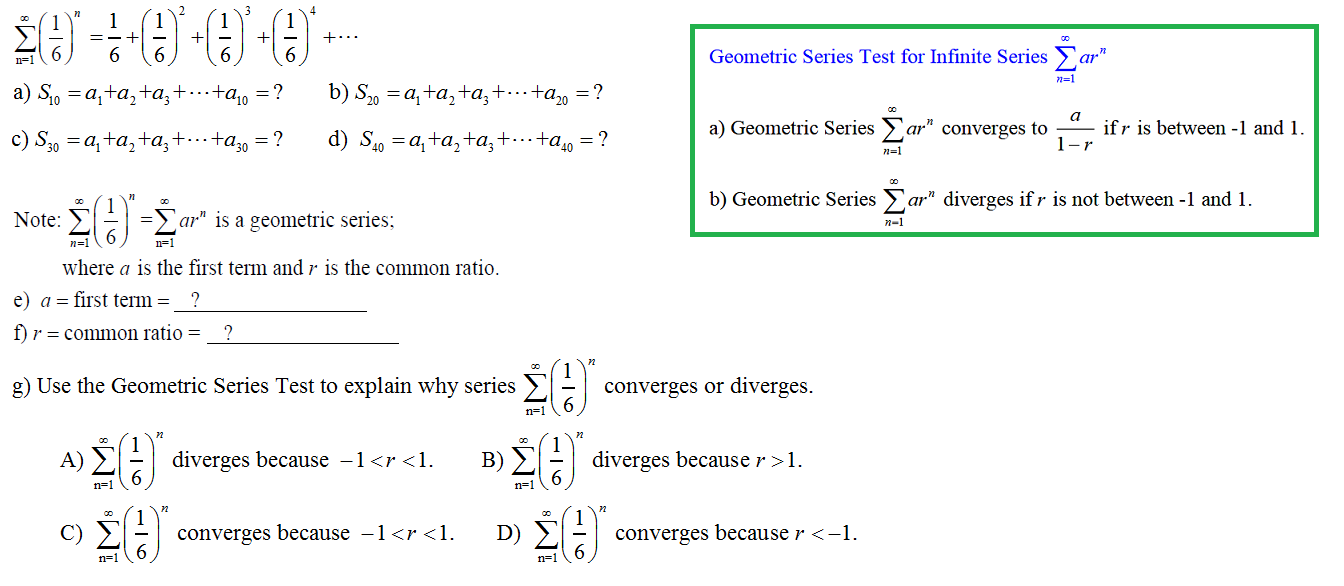 $\sum_{n=1}^{\infty}\left(\frac{1}{6}\right)^n = \frac{1}{6}+\left(\frac{1}{6}\right)^2+\left(\frac{1}{6}\right)^3+\left(\frac{1}{6}\right)^4+\cdots$
a) $S_{10} = a_1+a_2+a_3+\cdots+a_{10} = ?$ b) $S_{20} = a_1+a_2+a_3+\cdots+a_{20} = ?$
c) $S_{30} = a_1+a_2+a_3+\cdots+a_{30} = ?$ d) $S_{40} = a_1+a_2+a_3+\cdots+a_{40} = ?$
Geometric Series Test for Infinite Series $\sum_{n=1}^{\infty} ar^n$
a) Geometric Series $\sum_{n=1}^{\infty} ar^n$ converges to $\frac{a}{1-r}$ if r is between -1 and 1.
b) Geometric Series $\sum_{n=1}^{\infty} ar^n$ diverges if r is not between -1 and 1.
Note: $\sum_{n=1}^{\infty}\left(\frac{1}{6}\right)^n = \sum_{n=1}^{\infty} ar^n$ is a geometric series;
where a is the first term and r is the common ratio.
e) a = first term = ?
f) r = common ratio = ?
g) Use the Geometric Series Test to explain why series $\sum_{n=1}^{\infty}\left(\frac{1}{6}\right)^n$ converges or diverges.
A) $\sum_{n=1}^{\infty}\left(\frac{1}{6}\right)^n$ diverges because $-1<r<1$. B) $\sum_{n=1}^{\infty}\left(\frac{1}{6}\right)^n$ diverges because $r>1$.
C) $\sum_{n=1}^{\infty}\left(\frac{1}{6}\right)^n$ converges because $-1<r<1$. D) $\sum_{n=1}^{\infty}\left(\frac{1}{6}\right)^n$ converges because $r<-1$.